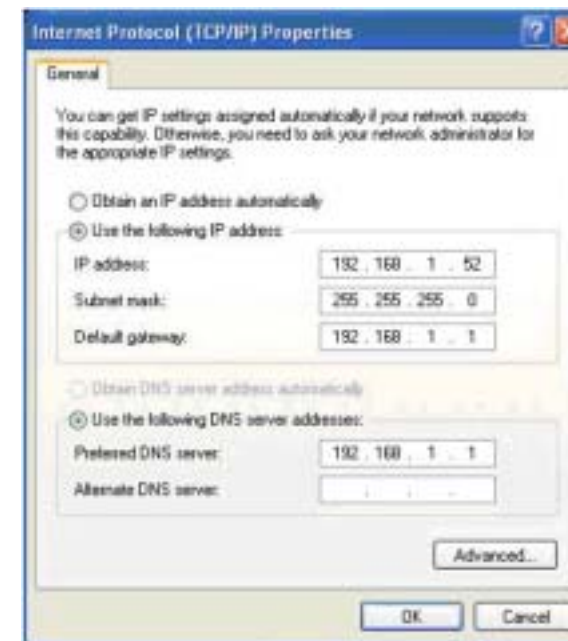 Internet Protocol (TCP/IP) Properties
General
You can get IP settings assigned automatically if your network supports
this capability. Otherwise, you need to ask your network administrator for
the appropriate IP settings.
Obtain an IP address automatically
Use the following IP address:
IP address: 192 . 168 . 1 . 52
Subnet mask: 255 . 255 . 255 . 0
Default gateway: 192 . 168 . 1 . 1
Obtain DNS server address automatically
Use the following DNS server addresses:
Preferred DNS server: 192 . 168 . 1 . 1
Alternate DNS server: . . .
Advanced...
OK Cancel